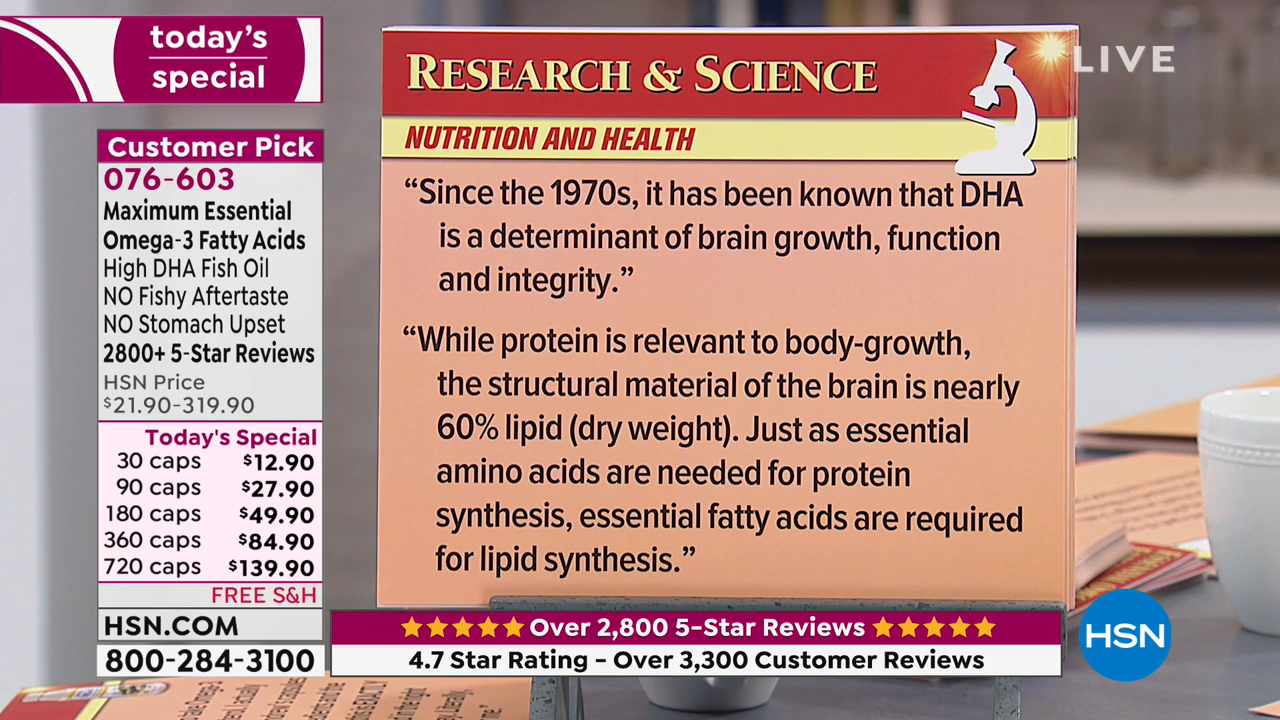 today's
special
Customer Pick
076-603
Maximum Essential
Omega-3 Fatty Acids
High DHA Fish Oil
NO Fishy Aftertaste
NO Stomach Upset
2800+ 5-Star Reviews
HSN Price
$21.90-319.90
Today's Special
30 caps $12.90
90 caps $27.90
180 caps $49.90
360 caps $84.90
720 caps $139.90
FREE S&H
HSN.COM
800-284-3100
RESEARCH & SCIENCE
LIVE
NUTRITION AND HEALTH
“Since the 1970s, it has been known that DHA
is a determinant of brain growth, function
and integrity.”
“While protein is relevant to body-growth,
the structural material of the brain is nearly
60% lipid (dry weight). Just as essential
amino acids are needed for protein
synthesis, essential fatty acids are required
for lipid synthesis.”
Over 2,800 5-Star Reviews
4.7 Star Rating - Over 3,300 Customer Reviews
HSN